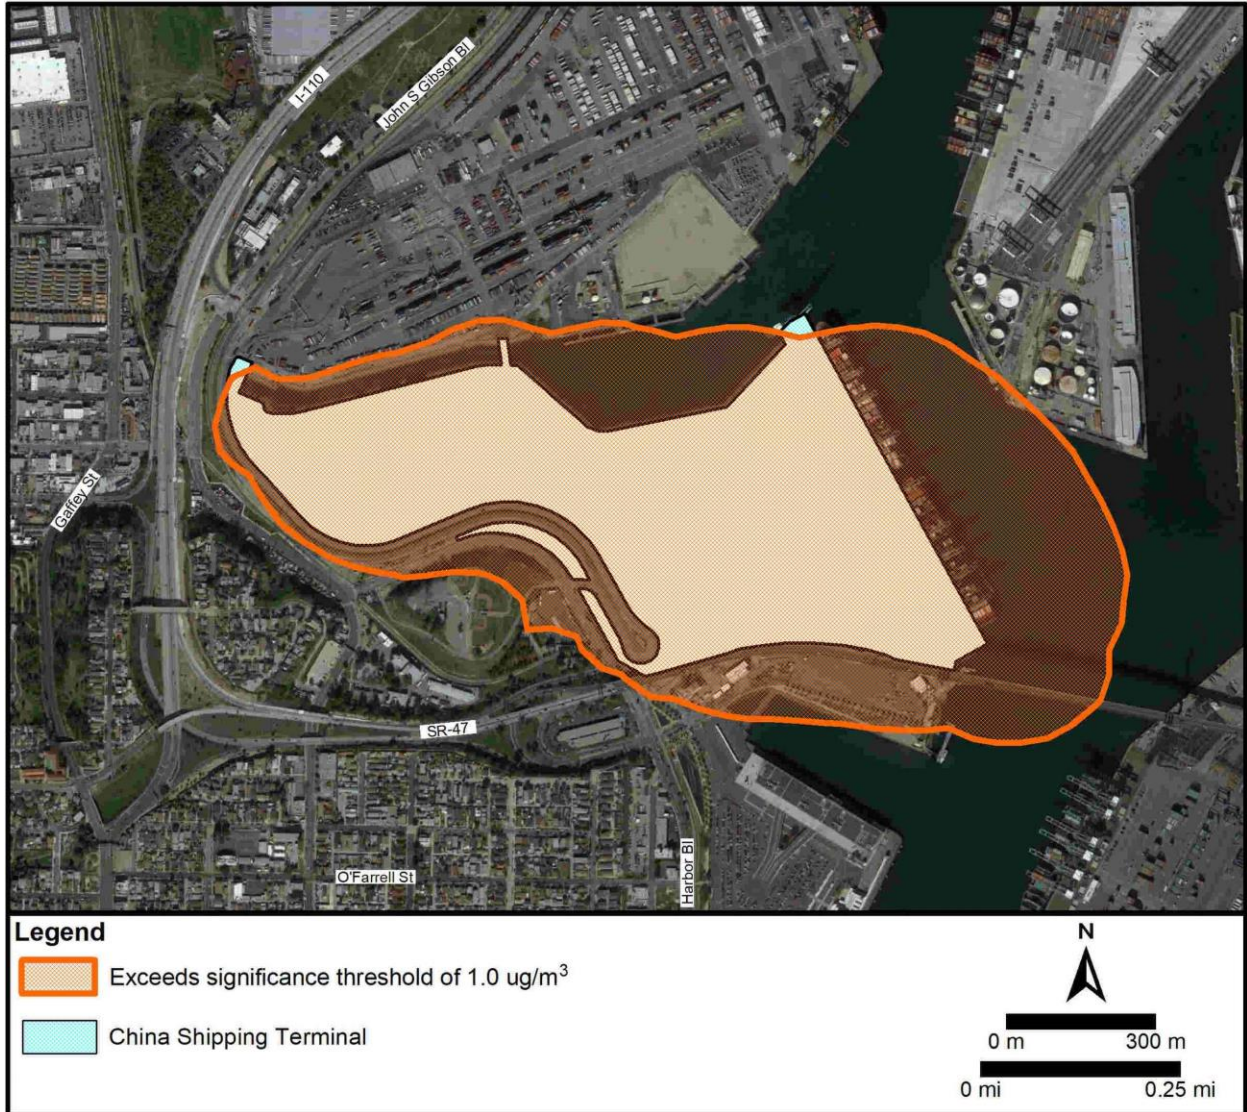 I-110
John S Gibson Bl
Gaffey St
SR-47
O'Farrell St
Harbor Bl
Legend
Exceeds significance threshold of 1.0 ug/m³
China Shipping Terminal
N
0 m 300 m
0 mi 0.25 mi